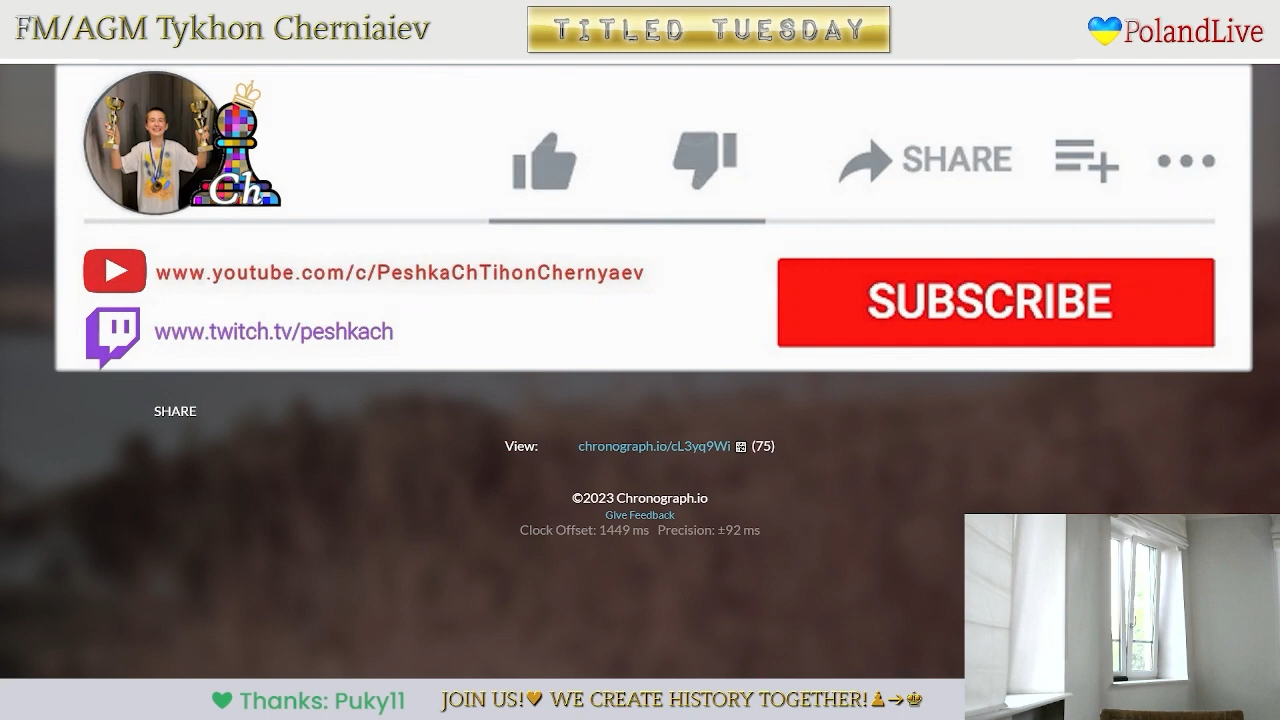 FM/AGM Tykhon Cherniaiev
TITLED TUESDAY
PolandLive
Ch
SHARE
www.youtube.com/c/PeshkaChTihonChernyaev
www.twitch.tv/peshkach
SUBSCRIBE
SHARE
View: chronograph.io/cL3yq9Wi (75)
©2023 Chronograph.io
Give Feedback
Clock Offset: 1449 ms Precision: ±92 ms
Thanks: Puky11
JOIN US!🧡 WE CREATE HISTORY TOGETHER!♟→♚